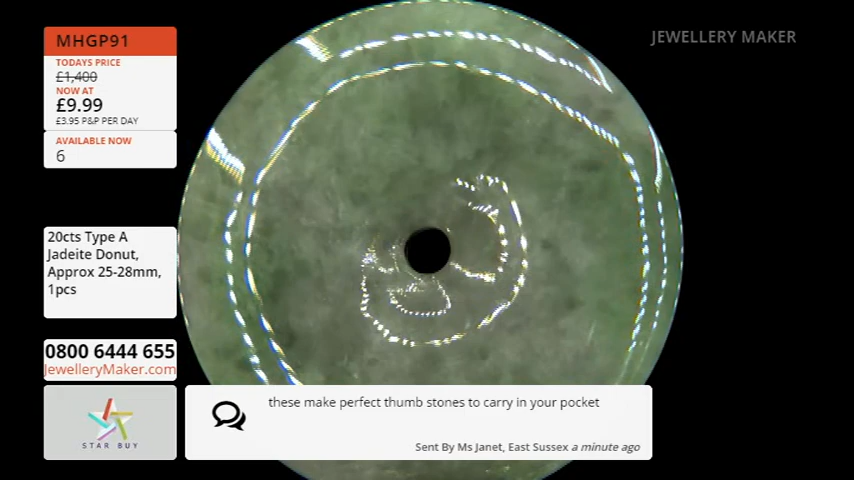 MHGP91
TODAYS PRICE
£1,400
NOW AT
£9.99
£3.95 P&P PER DAY
AVAILABLE NOW
6
JEWELLERY MAKER
20cts Type A
Jadeite Donut,
Approx 25-28mm,
1pcs
0800 6444 655
JewelleryMaker.com
STAR BUY
these make perfect thumb stones to carry in your pocket
Sent By Ms Janet, East Sussex a minute ago